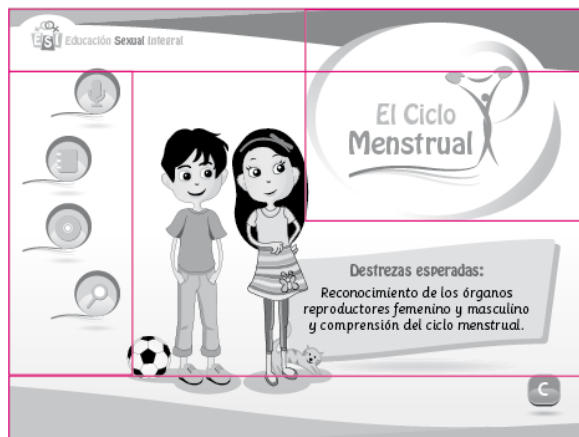 ESI Educación Sexual Integral
El Ciclo
Menstrual
Destrezas esperadas:
Reconocimiento de los órganos
reproductores femenino y masculino
y comprensión del ciclo menstrual.
C